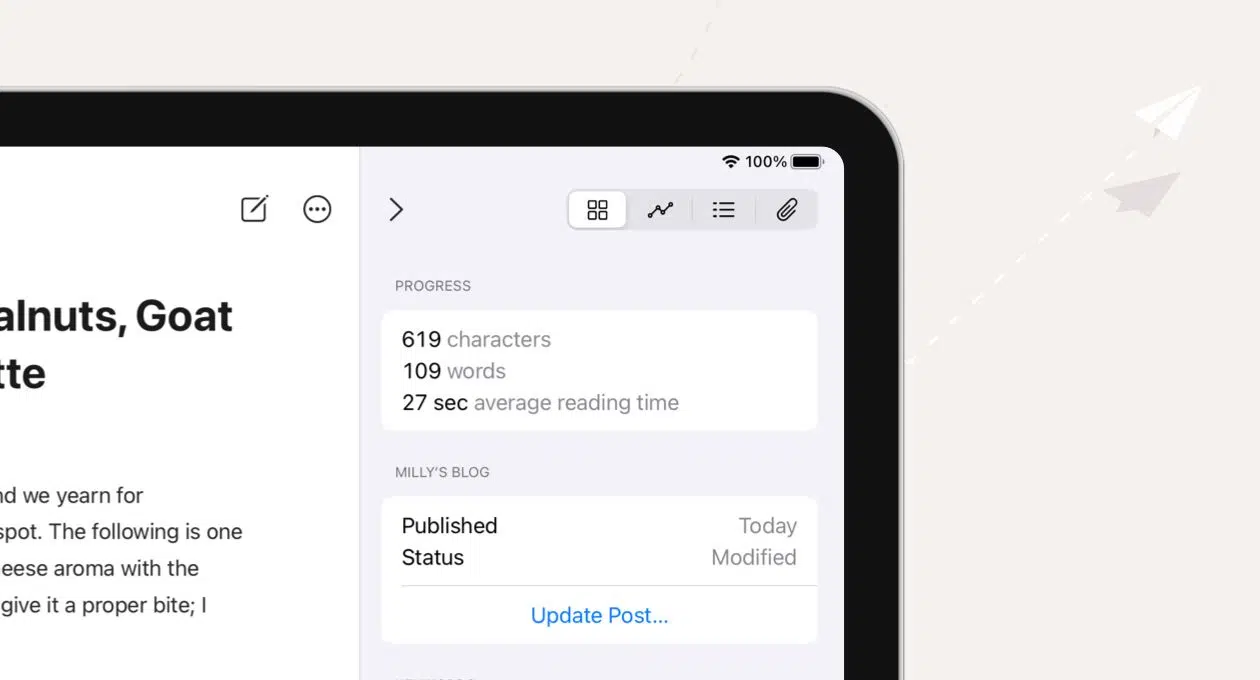 100%
alnuts, Goat
tte
nd we yearn for
spot. The following is one
eese aroma with the
give it a proper bite; I
PROGRESS
619 characters
109 words
27 sec average reading time
MILLY'S BLOG
Published Today
Status Modified
Update Post...